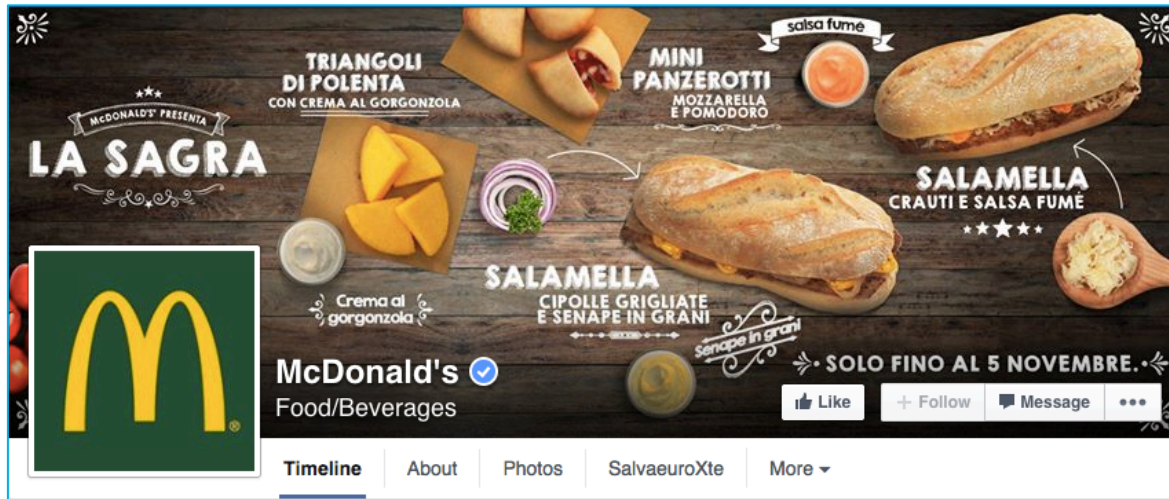 McDONALD'S® PRESENTA
LA SAGRA
TRIANGOLI
DI POLENTA
CON CREMA AL GORGONZOLA
MINI
PANZEROTTI
MOZZARELLA
E POMODORO
salsa fumé
SALAMELLA
CRAUTI E SALSA FUMÉ
SALAMELLA
CIPOLLE GRIGLIATE
E SENAPE IN GRANI
Crema al
gorgonzola
Senape in grani
SOLO FINO AL 5 NOVEMBRE.
M®
McDonald's
Food/Beverages
Like
+ Follow
Message
•••
Timeline
About
Photos
SalvaeuroXte
More